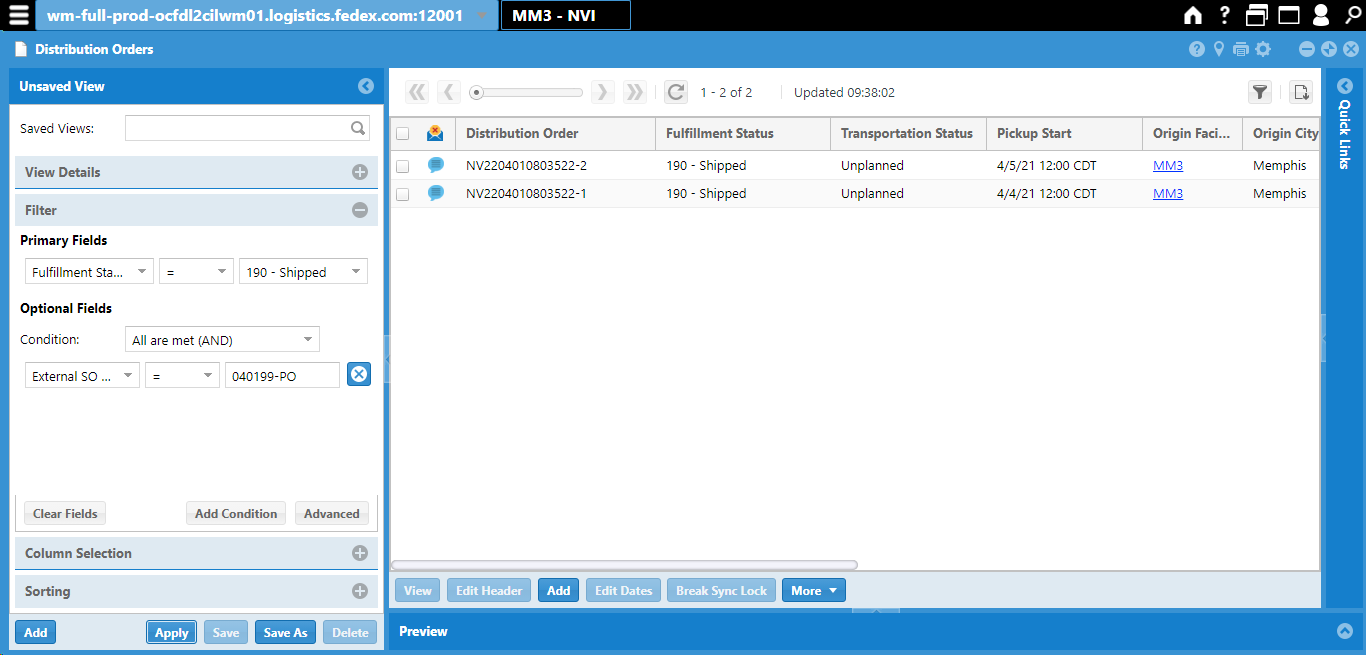 wm-full-prod-ocfdl2cilwm01.logistics.fedex.com:12001 MM3 - NVI
Distribution Orders
Unsaved View
Saved Views:
View Details
Filter
Primary Fields
Fulfillment Sta... = 190 - Shipped
Optional Fields
Condition: All are met (AND)
External SO ... = 040199-PO
Clear Fields Add Condition Advanced
Column Selection
Sorting
Add Apply Save Save As Delete
1 - 2 of 2 Updated 09:38:02
Distribution Order Fulfillment Status Transportation Status Pickup Start Origin Faci... Origin City
NV2204010803522-2 190 - Shipped Unplanned 4/5/21 12:00 CDT MM3 Memphis
NV2204010803522-1 190 - Shipped Unplanned 4/4/21 12:00 CDT MM3 Memphis
View Edit Header Add Edit Dates Break Sync Lock More
Preview
Quick Links